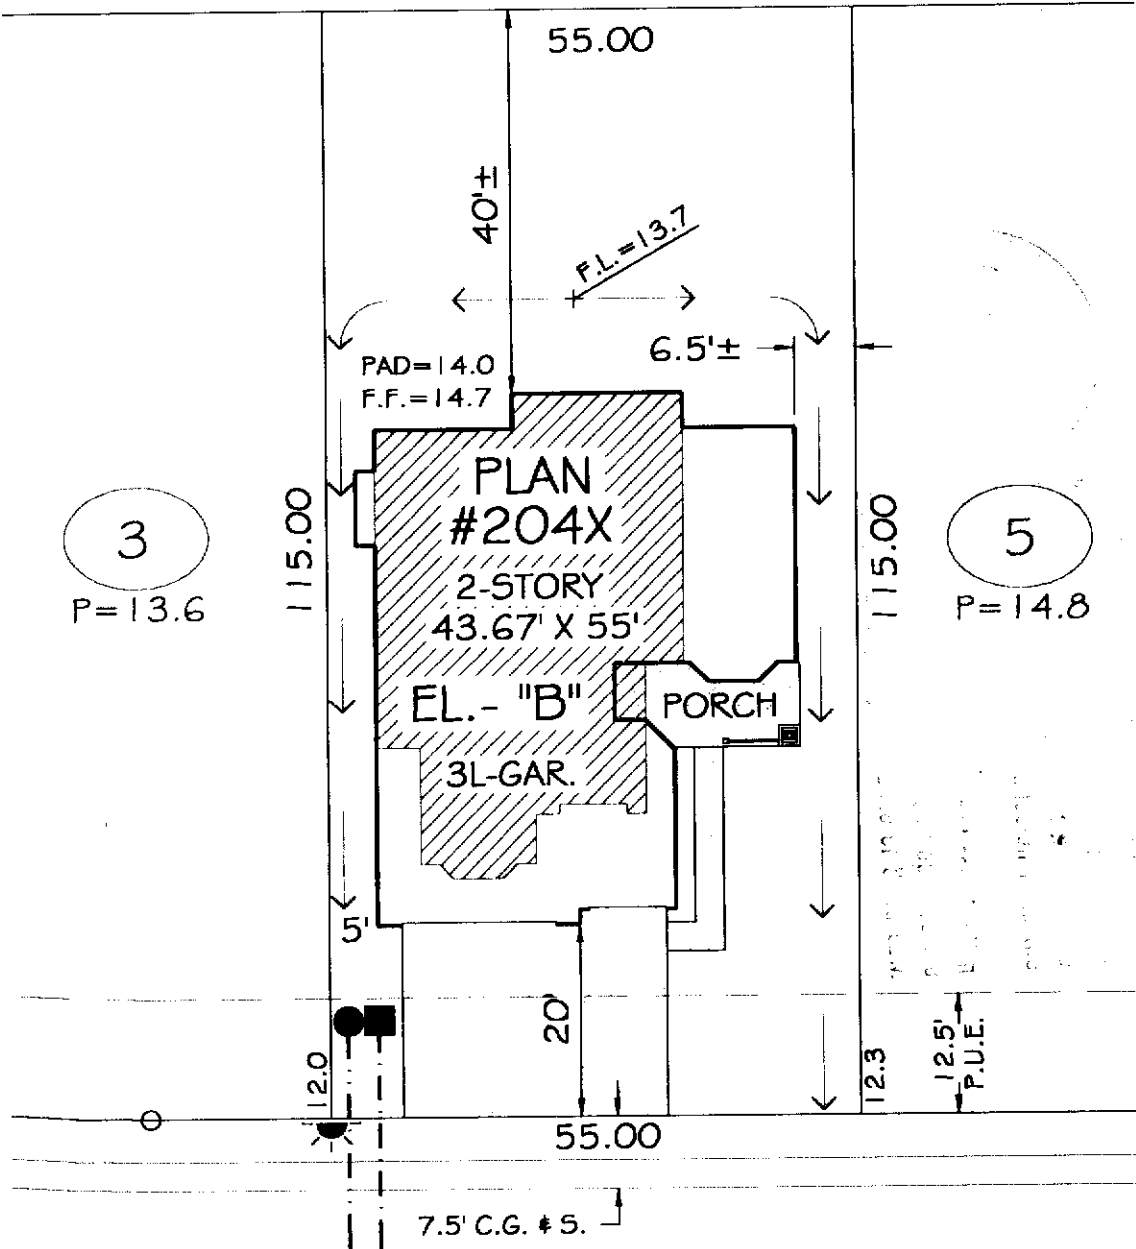 55.00
40'±
F.L.=13.7
6.5'±
PAD=14.0
F.F.=14.7
PLAN
#204X
2-STORY
43.67' X 55'
EL.- "B"
PORCH
3L-GAR.
115.00
115.00
3
P=13.6
5
P=14.8
5'
20'
12.0
12.3
12.5'
P.U.E.
55.00
7.5' C.G. & S.